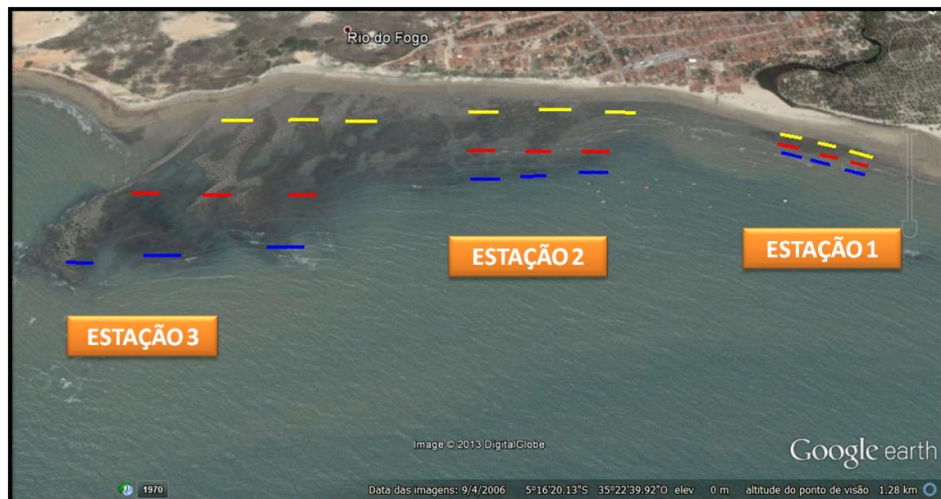 Rio do Fogo
ESTAÇÃO 2
ESTAÇÃO 1
ESTAÇÃO 3
Image © 2013 DigitalGlobe
Google earth
1970
Data das imagens: 9/4/2006 5°16'20.13"S 35°22'39.92"O elev 0 m altitude do ponto de visão 1.28 km